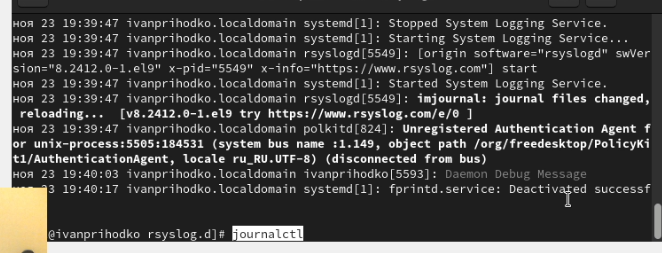 ноя 23 19:39:47 ivanprihodko.localdomain systemd[1]: Stopped System Logging Service.
ноя 23 19:39:47 ivanprihodko.localdomain systemd[1]: Starting System Logging Service...
ноя 23 19:39:47 ivanprihodko.localdomain rsyslogd[5549]: [origin software="rsyslogd" swVer
sion="8.2412.0-1.el9" x-pid="5549" x-info="https://www.rsyslog.com"] start
ноя 23 19:39:47 ivanprihodko.localdomain systemd[1]: Started System Logging Service.
ноя 23 19:39:47 ivanprihodko.localdomain rsyslogd[5549]: imjournal: journal files changed,
reloading...  [v8.2412.0-1.el9 try https://www.rsyslog.com/e/0 ]
ноя 23 19:39:47 ivanprihodko.localdomain polkitd[824]: Unregistered Authentication Agent f
or unix-process:5505:184531 (system bus name :1.149, object path /org/freedesktop/PolicyKi
t1/AuthenticationAgent, locale ru_RU.UTF-8) (disconnected from bus)
ноя 23 19:40:03 ivanprihodko.localdomain ivanprihodko[5593]: Daemon Debug Message
ноя 23 19:40:17 ivanprihodko.localdomain systemd[1]: fprintd.service: Deactivated successf
@ivanprihodko rsyslog.d]# journalctl